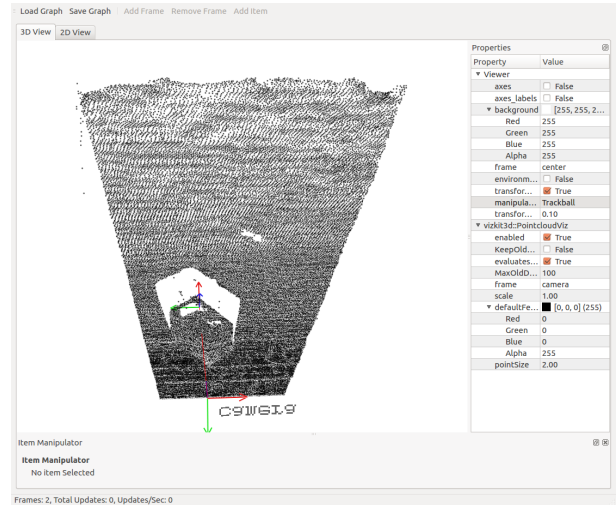 Load Graph Save Graph Add Frame Remove Frame Add Item
3D View 2D View
Properties
Property Value
Viewer
axes False
axes_labels False
background [255, 255, 2...
Red 255
Green 255
Blue 255
Alpha 255
frame center
environm... False
transfor... True
manipula... Trackball
transfor... 0.10
vizkit3d::PointcloudViz
enabled True
KeepOld... False
evaluates... True
MaxOldD... 100
frame camera
scale 1.00
defaultFe... [0, 0, 0] (255)
Red 0
Green 0
Blue 0
Alpha 255
pointSize 2.00
Item Manipulator
Item Manipulator
No item Selected
Frames: 2, Total Updates: 0, Updates/Sec: 0